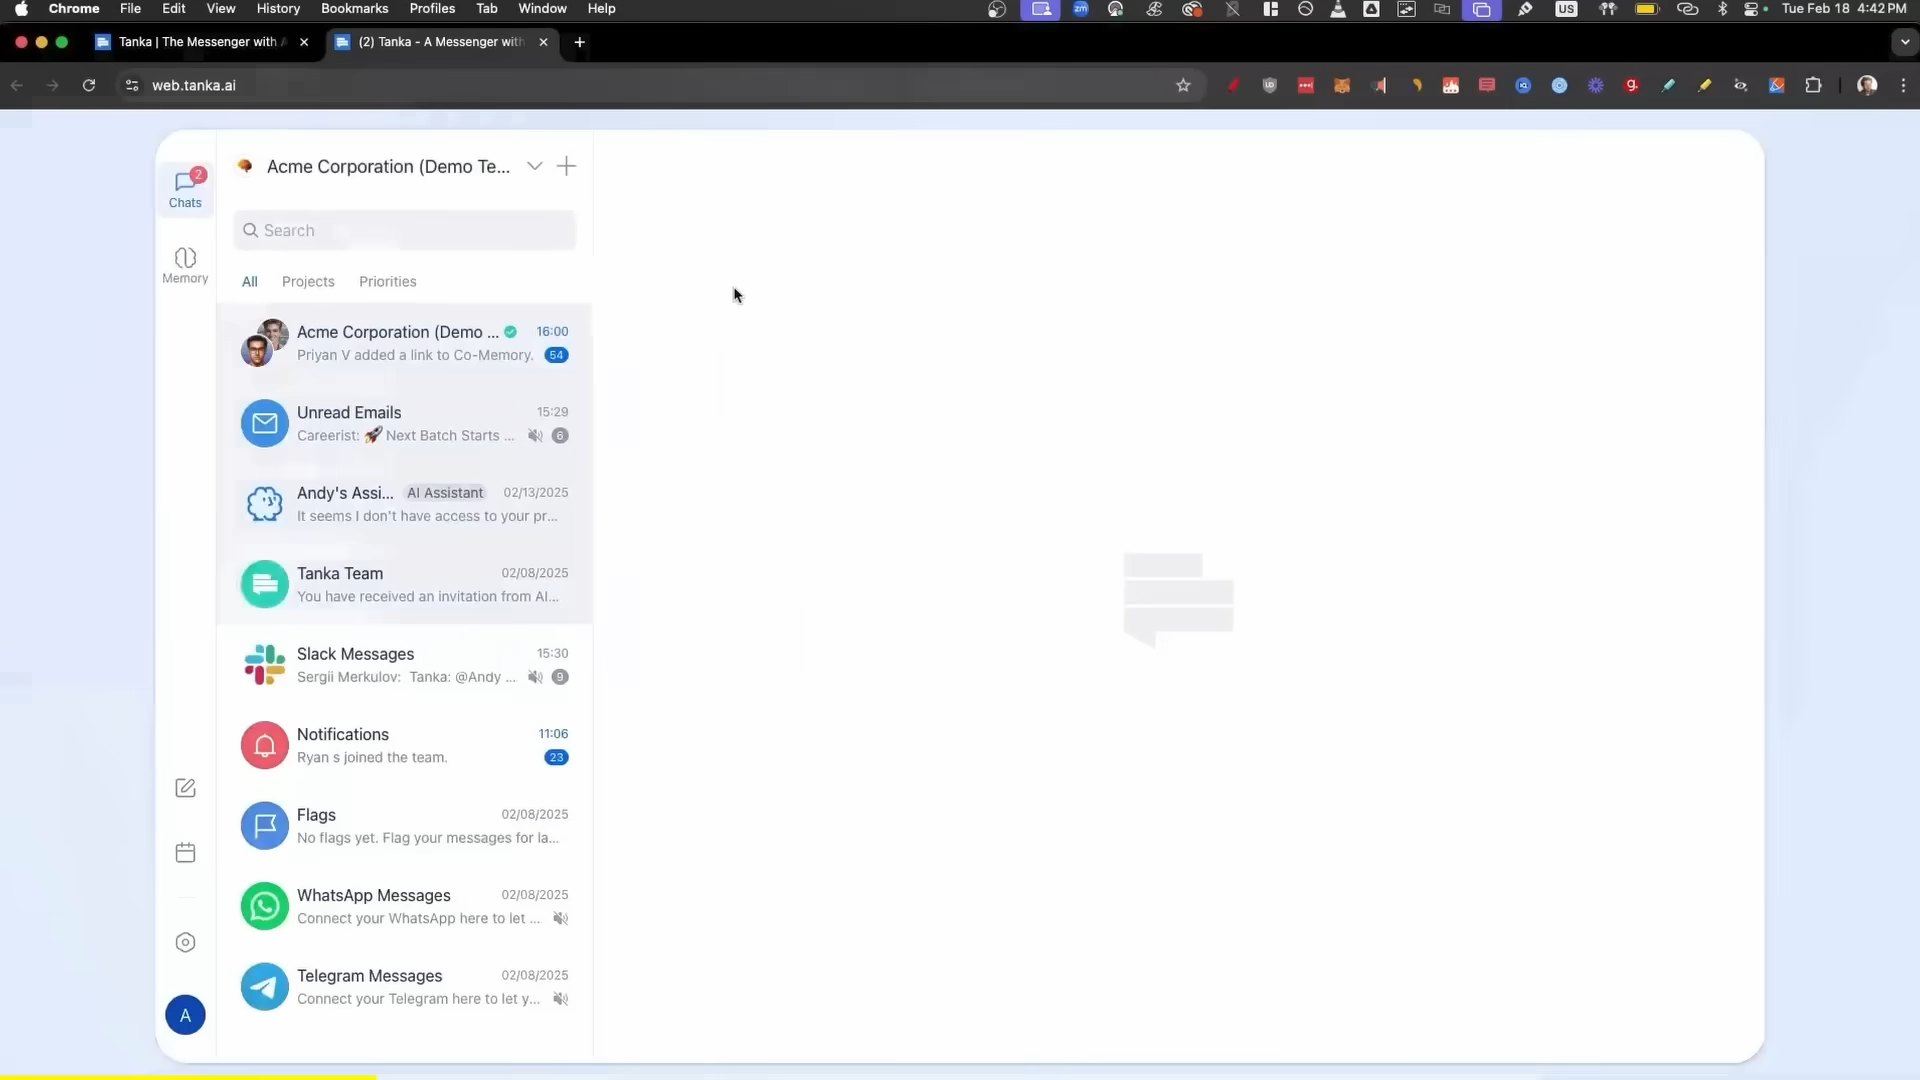 Chrome File Edit View History Bookmarks Profiles Tab Window Help
zm US Tue Feb 18 4:42 PM
Tanka | The Messenger with
(2) Tanka - A Messenger with
web.tanka.ai
2
Chats
Memory
Acme Corporation (Demo Te...
Search
All Projects Priorities
Acme Corporation (Demo ... 16:00
Priyan V added a link to Co-Memory. 54
Unread Emails 15:29
Careerist: 🚀 Next Batch Starts ... 6
Andy's Assi... AI Assistant 02/13/2025
It seems I don't have access to your pr...
Tanka Team 02/08/2025
You have received an invitation from AI...
Slack Messages 15:30
Sergii Merkulov: Tanka: @Andy ... 9
Notifications 11:06
Ryan s joined the team. 23
Flags 02/08/2025
No flags yet. Flag your messages for la...
WhatsApp Messages 02/08/2025
Connect your WhatsApp here to let ...
Telegram Messages 02/08/2025
Connect your Telegram here to let y...
A